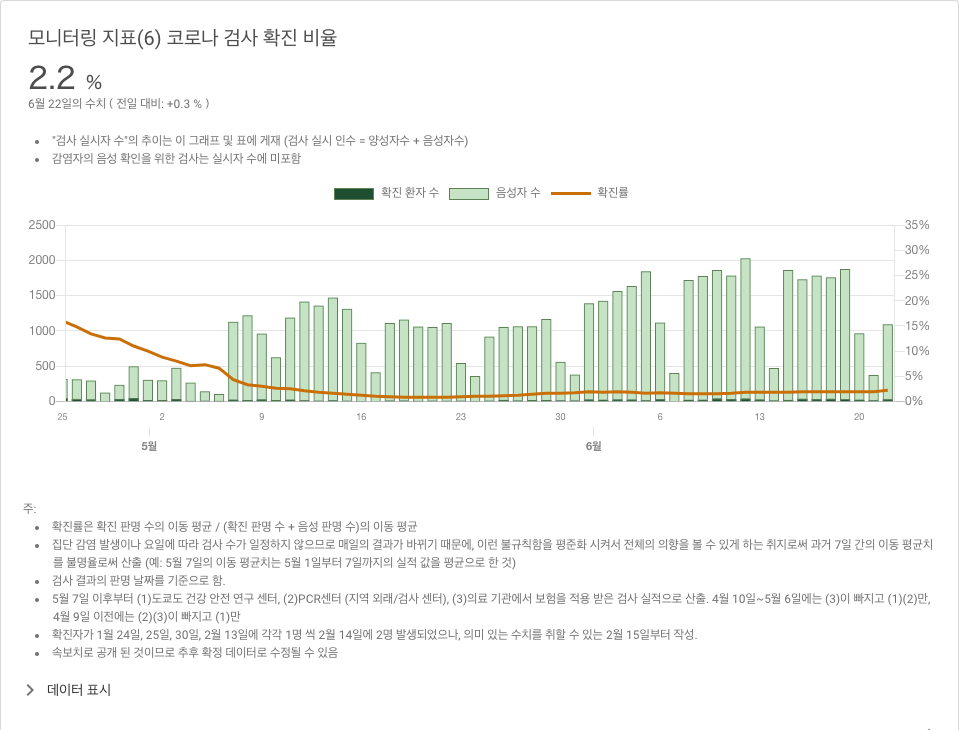 모니터링 지표(6) 코로나 검사 확진 비율
2.2 %
6월 22일의 수치 ( 전일 대비: +0.3 % )
"검사 실시자 수"의 추이는 이 그래프 및 표에 게재 (검사 실시 인수 = 양성자수 + 음성자수)
감염자의 음성 확인을 위한 검사는 실시자 수에 미포함
확진 환자 수 음성자 수 확진률
2500 35%
30%
2000
25%
1500 20%
1000 15%
10%
500
5%
0 0%
25 2 9 16 23 30 6 13 20
5월 6월
주:
확진률은 확진 판명 수의 이동 평균 / (확진 판명 수 + 음성 판명 수)의 이동 평균
집단 감염 발생이나 요일에 따라 검사 수가 일정하지 않으므로 매일의 결과가 바뀌기 때문에, 이런 불규칙함을 평준화 시켜서 전체의 의향을 볼 수 있게 하는 취지로써 과거 7일 간의 이동 평균치
를 불명율로써 산출 (예: 5월 7일의 이동 평균치는 5월 1일부터 7일까지의 실적 값을 평균으로 한 것)
검사 결과의 판명 날짜를 기준으로 함.
5월 7일 이후부터 (1)도쿄도 건강 안전 연구 센터, (2)PCR센터 (지역 외래/검사 센터), (3)의료 기관에서 보험을 적용 받은 검사 실적으로 산출. 4월 10일~5월 6일에는 (3)이 빠지고 (1)(2)만,
4월 9일 이전에는 (2)(3)이 빠지고 (1)만
확진자가 1월 24일, 25일, 30일, 2월 13일에 각각 1명 씩 2월 14일에 2명 발생되었으나, 의미 있는 수치를 취할 수 있는 2월 15일부터 작성.
속보치로 공개 된 것이므로 추후 확정 데이터로 수정될 수 있음
데이터 표시